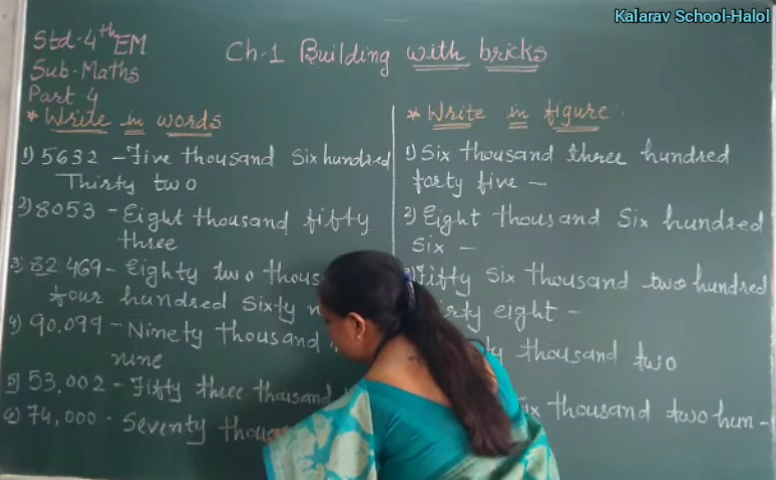 Kalarav School-Halol
Std-4th EM
Sub-Maths
Part-4
Ch-1 Building with bricks
* Write in words
1) 5632 - Five thousand Six hundred
Thirty two
2) 8053 - Eight thousand fifty
three
3) 82 469 - Eighty two
four hundred Sixty
4) 90,099 - Ninety thousand
nine
5) 53,002 - Fifty three thousand
6) 74,000 - Seventy
* Write in figure:-
1) Six thousand three hundred
forty five -
2) Eight thousand Six hundred
six -
Fifty six thousand two hundred
eight -
thousand two
thousand two hun-